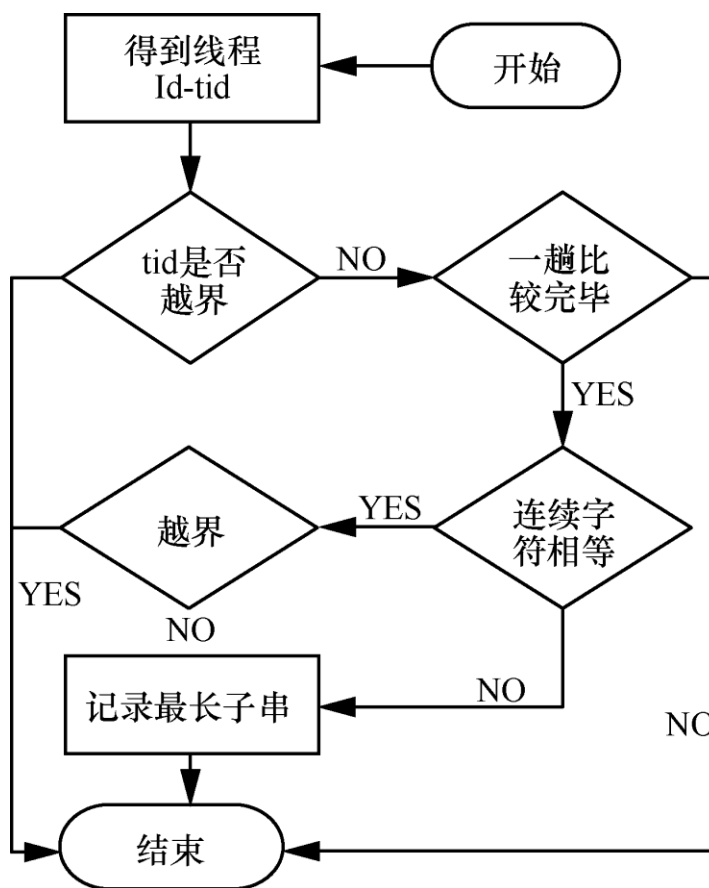 得到线程
Id-tid
开始
tid是否
越界
NO
一趟比
较完毕
YES
越界
YES
连续字
符相等
YES
NO
记录最长子串
NO
NO
结束